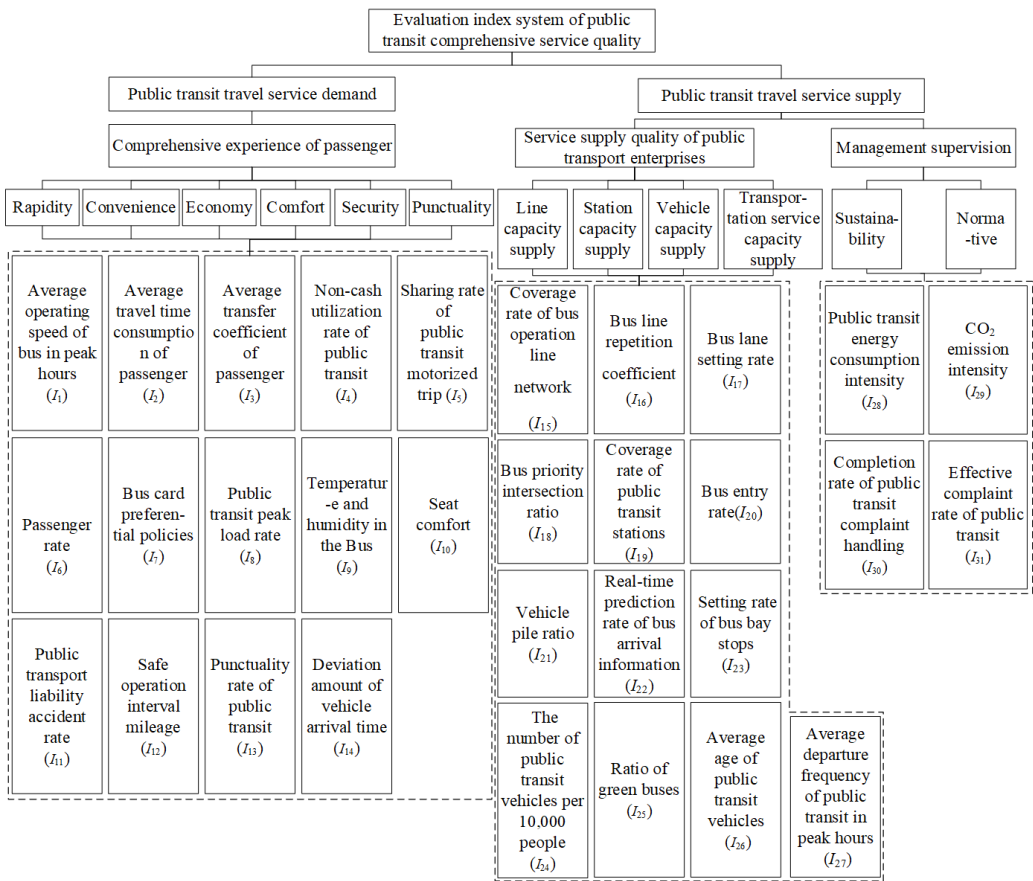 Evaluation index system of public
transit comprehensive service quality
Public transit travel service demand
Public transit travel service supply
Comprehensive experience of passenger
Service supply quality of public
transport enterprises
Management supervision
Rapidity
Convenience
Economy
Comfort
Security
Punctuality
Line
capacity
supply
Station
capacity
supply
Vehicle
capacity
supply
Transpor-
tation service
capacity
supply
Sustaina-
bility
Norma
-tive
Average
operating
speed of
bus in peak
hours
(I1)
Average
travel time
consumptio
n of
passenger
(I2)
Average
transfer
coefficient
of
passenger
(I3)
Non-cash
utilization
rate of
public
transit
(I4)
Sharing rate
of
public
transit
motorized
trip (I5)
Passenger
rate
(I6)
Bus card
preferen-
tial policies
(I7)
Public
transit peak
load rate
(I8)
Temperatur
-e and
humidity in
the Bus
(I9)
Seat
comfort
(I10)
Public
transport
liability
accident
rate
(I11)
Safe
operation
interval
mileage
(I12)
Punctuality
rate of
public
transit
(I13)
Deviation
amount of
vehicle
arrival time
(I14)
Coverage
rate of bus
operation
line
network
(I15)
Bus line
repetition
coefficient
(I16)
Bus lane
setting rate
(I17)
Bus priority
intersection
ratio
(I18)
Coverage
rate of
public
transit
stations
(I19)
Bus entry
rate(I20)
Vehicle
pile ratio
(I21)
Real-time
prediction
rate of bus
arrival
information
(I22)
Setting rate
of bus bay
stops
(I23)
The
number of
public
transit
vehicles per
10,000
people
(I24)
Ratio of
green buses
(I25)
Average
age of
public
transit
vehicles
(I26)
Average
departure
frequency
of public
transit in
peak hours
(I27)
Public transit
energy
consumption
intensity
(I28)
CO2
emission
intensity
(I29)
Completion
rate of public
transit
complaint
handling
(I30)
Effective
complaint
rate of public
transit
(I31)